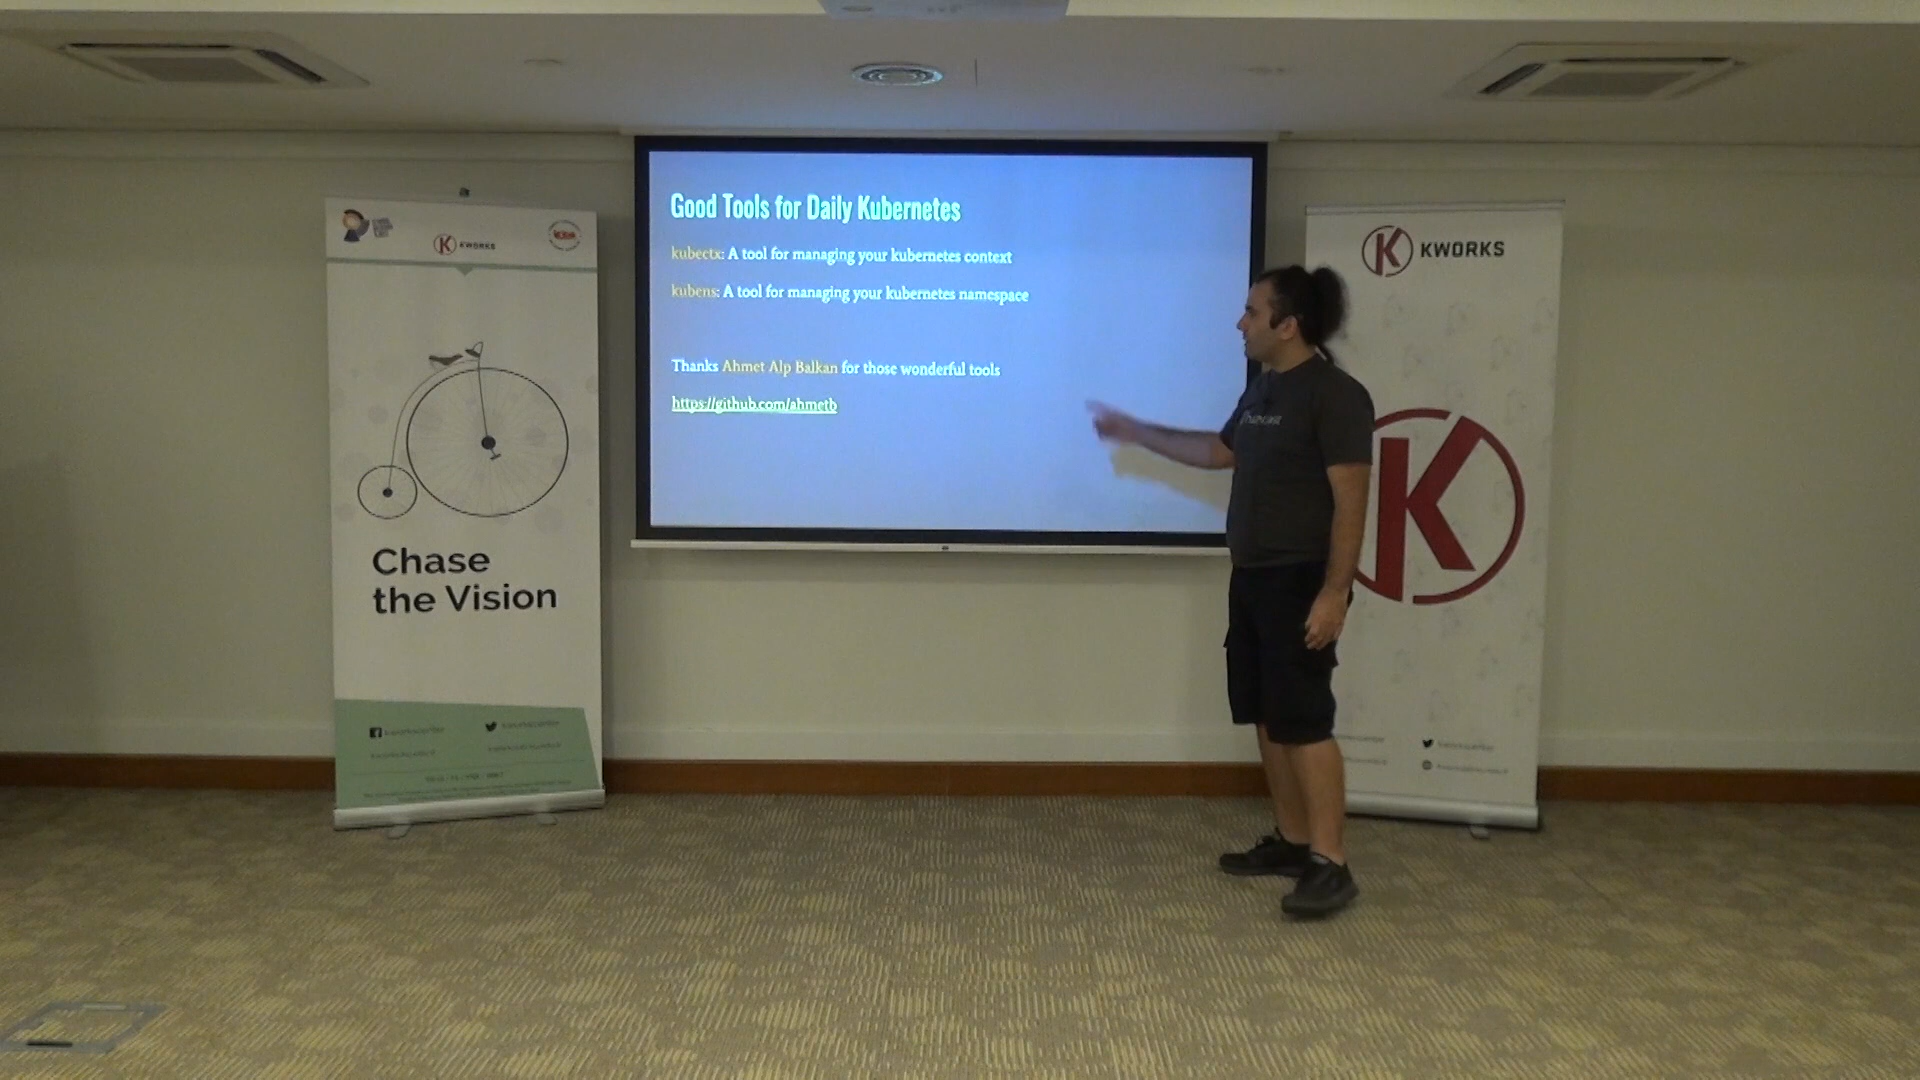 KWORKS
Chase
the Vision
Good Tools for Daily Kubernetes
kubectx: A tool for managing your kubernetes context
kubens: A tool for managing your kubernetes namespace
Thanks Ahmet Alp Balkan for those wonderful tools
https://github.com/ahmetb
KWORKS
K